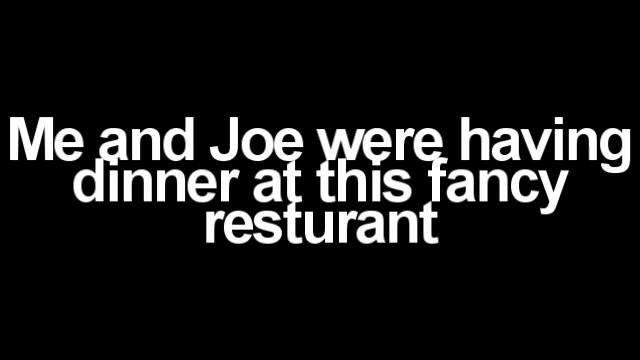 Me and Joe were having
dinner at this fancy
resturant